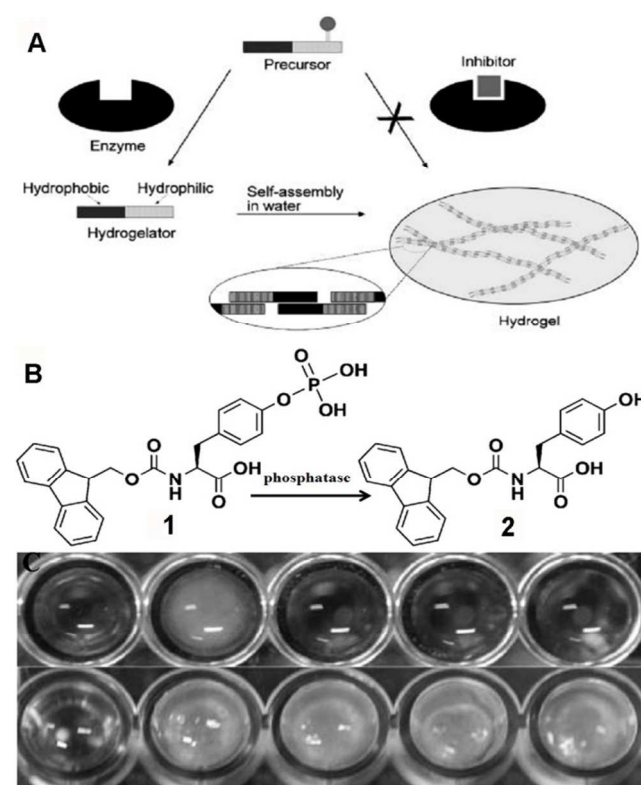 A
Precursor
Inhibitor
Enzyme
Hydrophobic
Hydrophilic
Self-assembly
in water
Hydrogelator
Hydrogel
B
O
O P OH
OH
O
O N H OH
O
1
phosphatase
OH
O
O N H OH
O
2
C